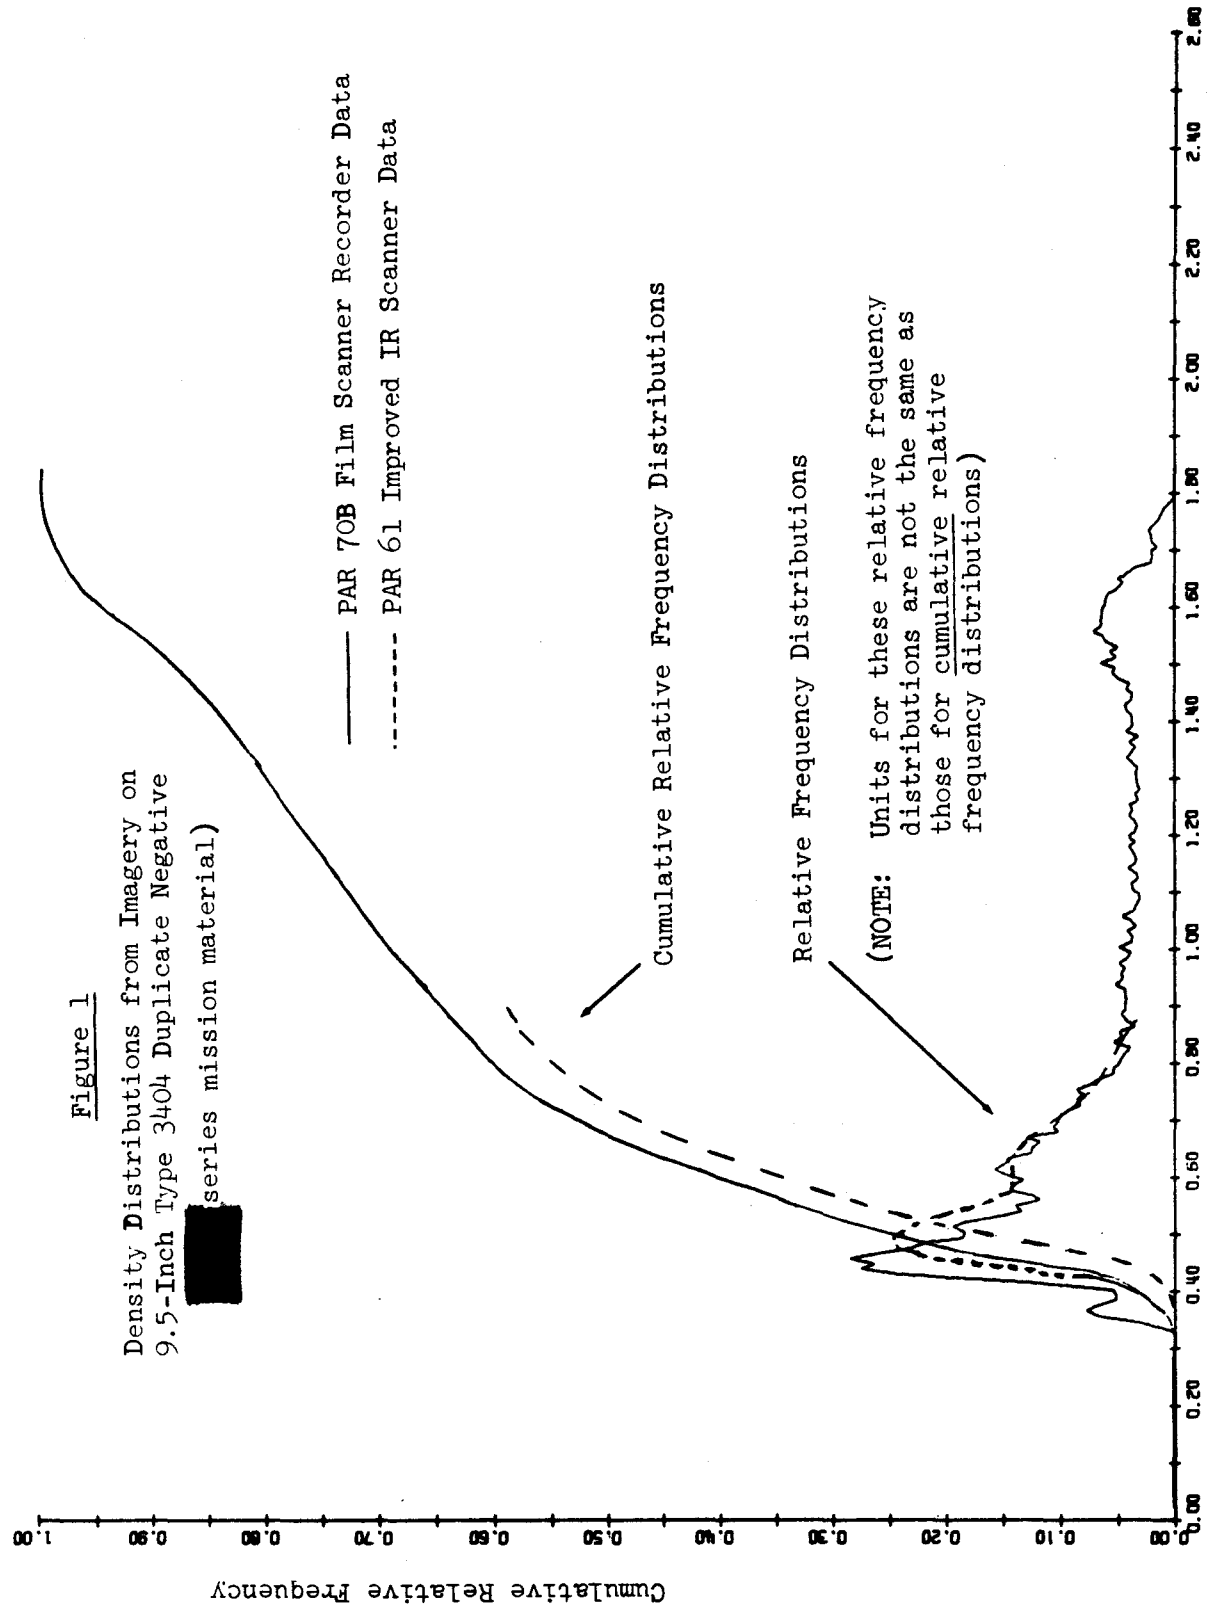 Figure 1
Density Distributions from Imagery on
9.5-Inch Type 3404 Duplicate Negative
series mission material)
PAR 70B Film Scanner Recorder Data
PAR 61 Improved IR Scanner Data
Cumulative Relative Frequency Distributions
Relative Frequency Distributions
(NOTE: Units for these relative frequency
distributions are not the same as
those for cumulative relative
frequency distributions)
Cumulative Relative Frequency
1.00
0.90
0.80
0.70
0.60
0.50
0.40
0.30
0.20
0.10
0.00
0.00
0.20
0.40
0.60
0.80
1.00
1.20
1.40
1.60
1.80
2.00
2.20
2.40
2.60